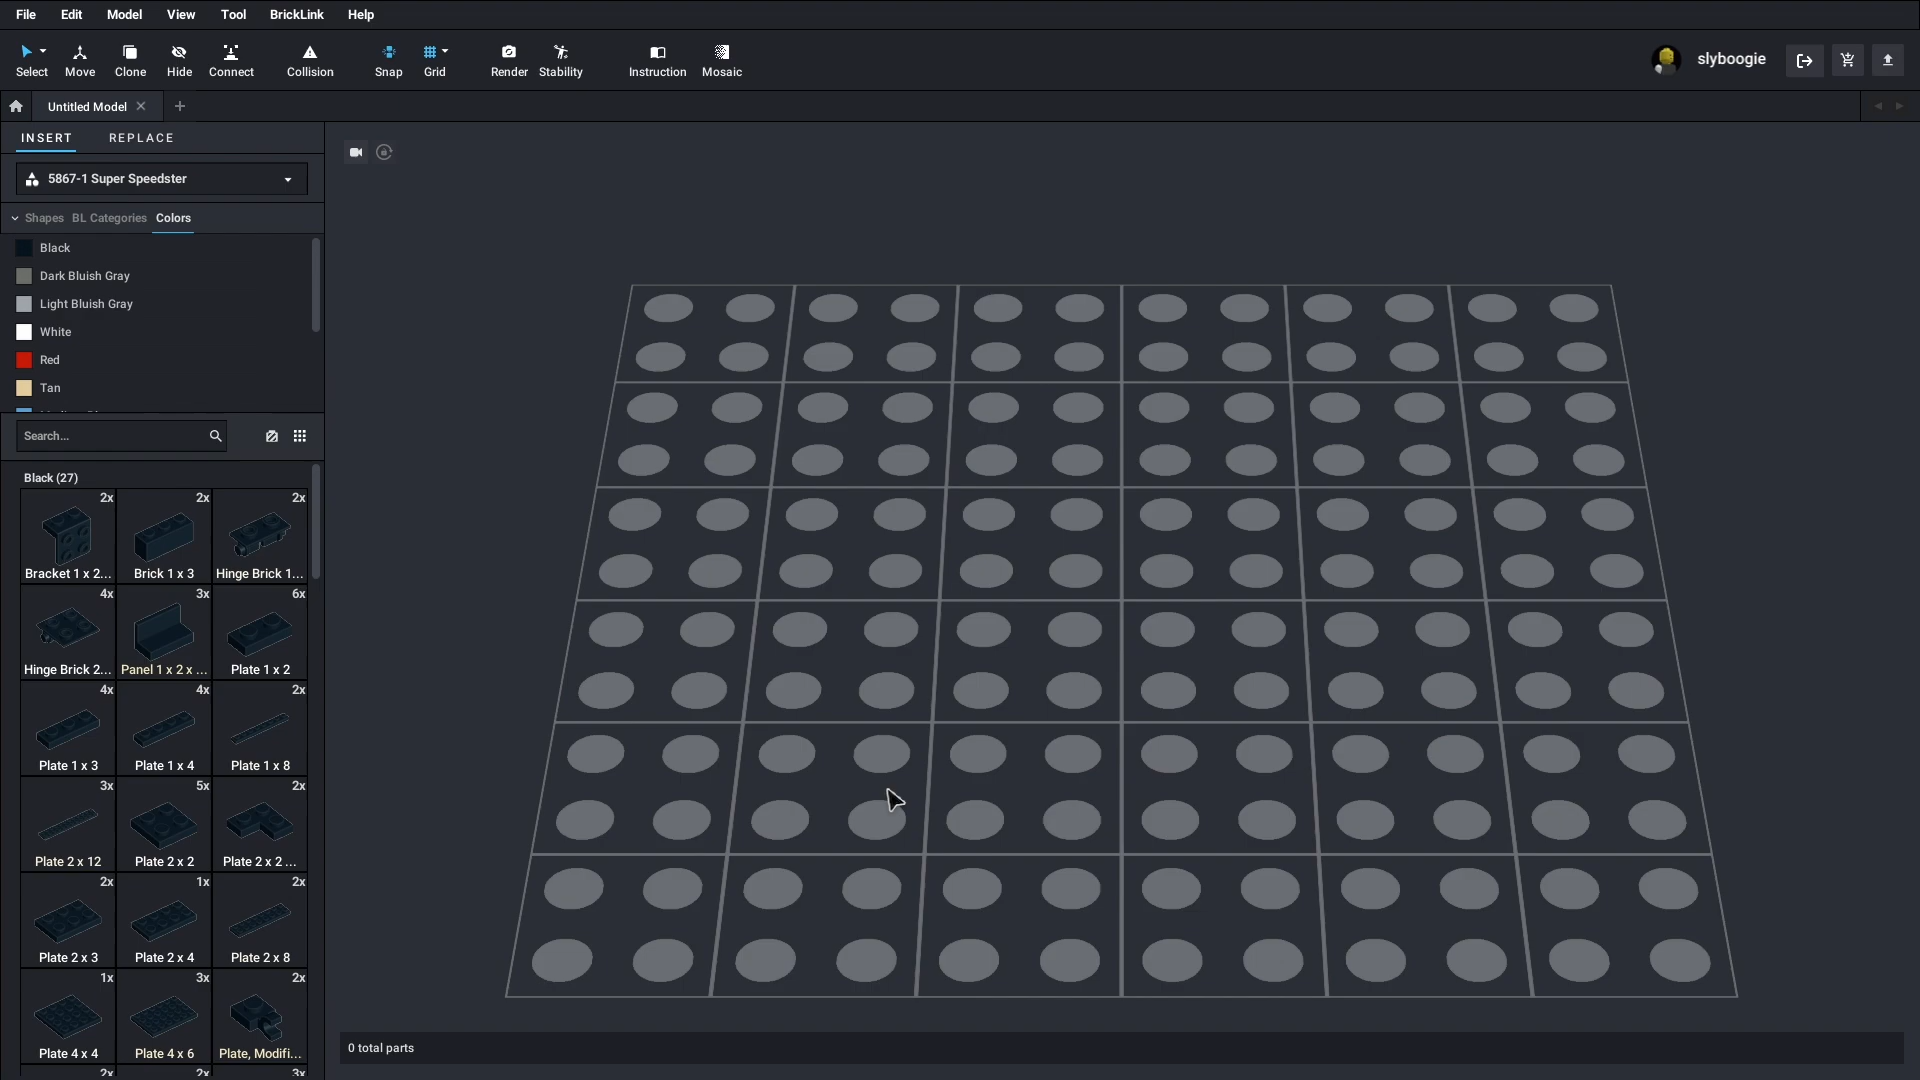 File Edit Model View Tool BrickLink Help
Select Move Clone Hide Connect Collision Snap Grid Render Stability Instruction Mosaic
slyboogie
Untitled Model
INSERT REPLACE
5867-1 Super Speedster
Shapes BL Categories Colors
Black
Dark Bluish Gray
Light Bluish Gray
White
Red
Tan
Search...
Black (27)
2x 2x 2x
Bracket 1 x 2... Brick 1 x 3 Hinge Brick 1...
4x 3x 6x
Hinge Brick 2... Panel 1 x 2 x ... Plate 1 x 2
4x 4x 2x
Plate 1 x 3 Plate 1 x 4 Plate 1 x 8
3x 5x 2x
Plate 2 x 12 Plate 2 x 2 Plate 2 x 2 ...
2x 1x 2x
Plate 2 x 3 Plate 2 x 4 Plate 2 x 8
1x 3x 2x
Plate 4 x 4 Plate 4 x 6 Plate, Modifi...
2x 2x 3x
0 total parts